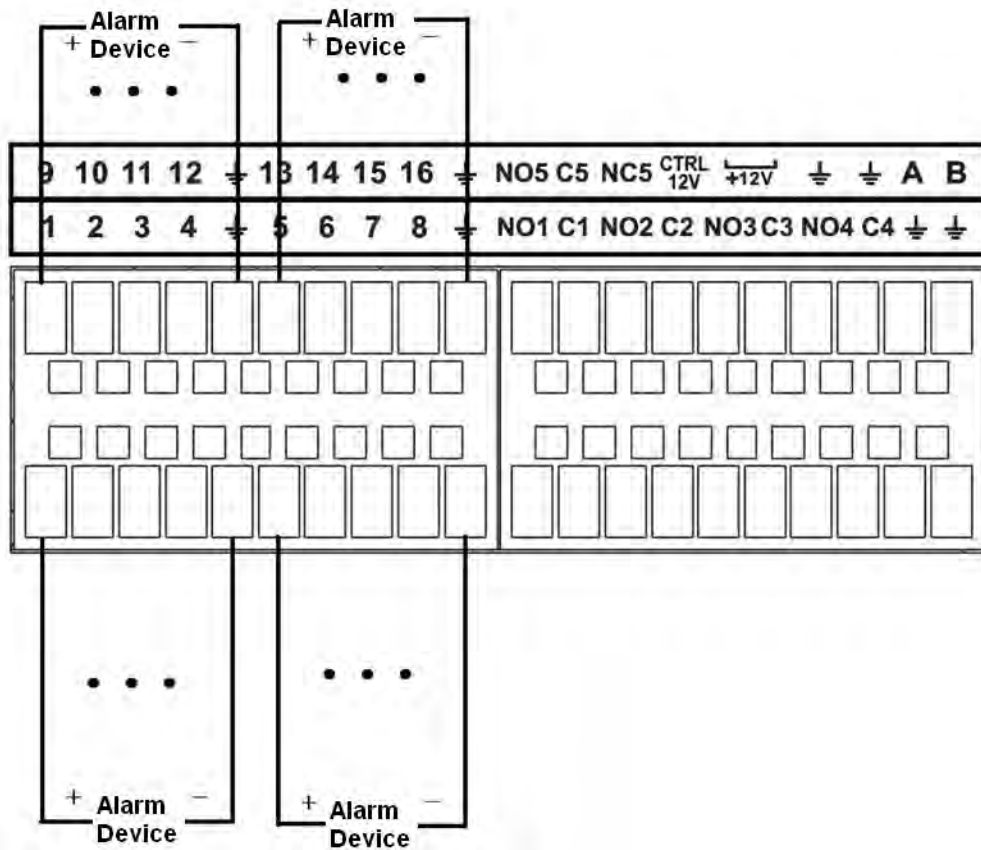 Alarm Device
+ −
Alarm Device
+ −
9 10 11 12 ⏚ 13 14 15 16 ⏚ NO5 C5 NC5 CTRL 12V +12V ⏚ ⏚ A B
1 2 3 4 ⏚ 5 6 7 8 ⏚ NO1 C1 NO2 C2 NO3 C3 NO4 C4 ⏚ ⏚
+ −
Alarm Device
+ −
Alarm Device